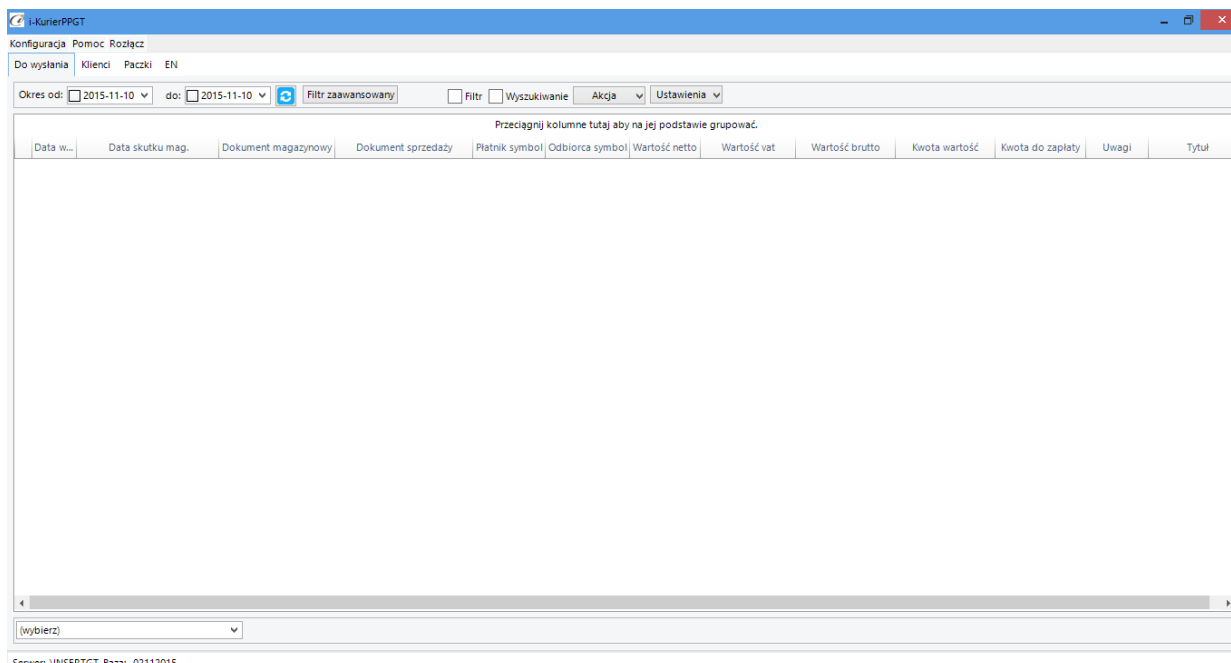 i-KurierPPGT
Konfiguracja Pomoc Rozłącz
Do wysłania Klienci Paczki EN
Okres od: 2015-11-10 do: 2015-11-10 Filtr zaawansowany Filtr Wyszukiwanie Akcja Ustawienia
Przeciągnij kolumne tutaj aby na jej podstawie grupować.
Data w... Data skutku mag. Dokument magazynowy Dokument sprzedaży Płatnik symbol Odbiorca symbol Wartość netto Wartość vat Wartość brutto Kwota wartość Kwota do zapłaty Uwagi Tytuł
(wybierz)